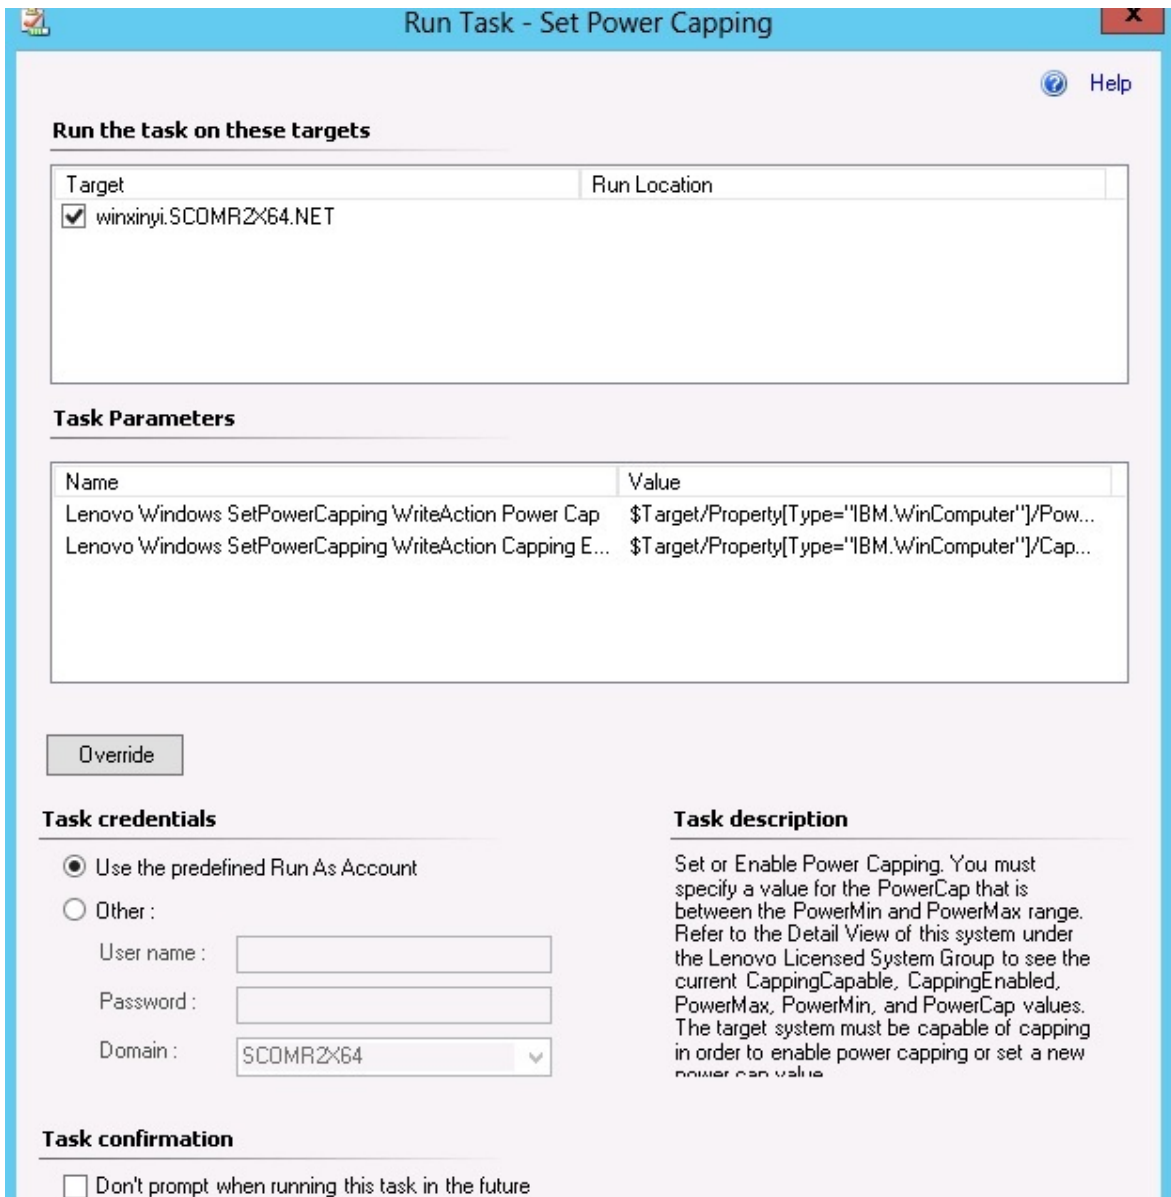 Run Task - Set Power Capping
x
Help
Run the task on these targets
Target Run Location
winxinyi.SCOMR2X64.NET
Task Parameters
Name Value
Lenovo Windows SetPowerCapping WriteAction Power Cap $Target/Property[Type="IBM.WinComputer"]/Pow...
Lenovo Windows SetPowerCapping WriteAction Capping E... $Target/Property[Type="IBM.WinComputer"]/Cap...
Override
Task credentials
Use the predefined Run As Account
Other :
User name :
Password :
Domain :
SCOMR2X64
Task description
Set or Enable Power Capping. You must
specify a value for the PowerCap that is
between the PowerMin and PowerMax range.
Refer to the Detail View of this system under
the Lenovo Licensed System Group to see the
current CappingCapable, CappingEnabled,
PowerMax, PowerMin, and PowerCap values.
The target system must be capable of capping
in order to enable power capping or set a new
power cap value
Task confirmation
Don't prompt when running this task in the future